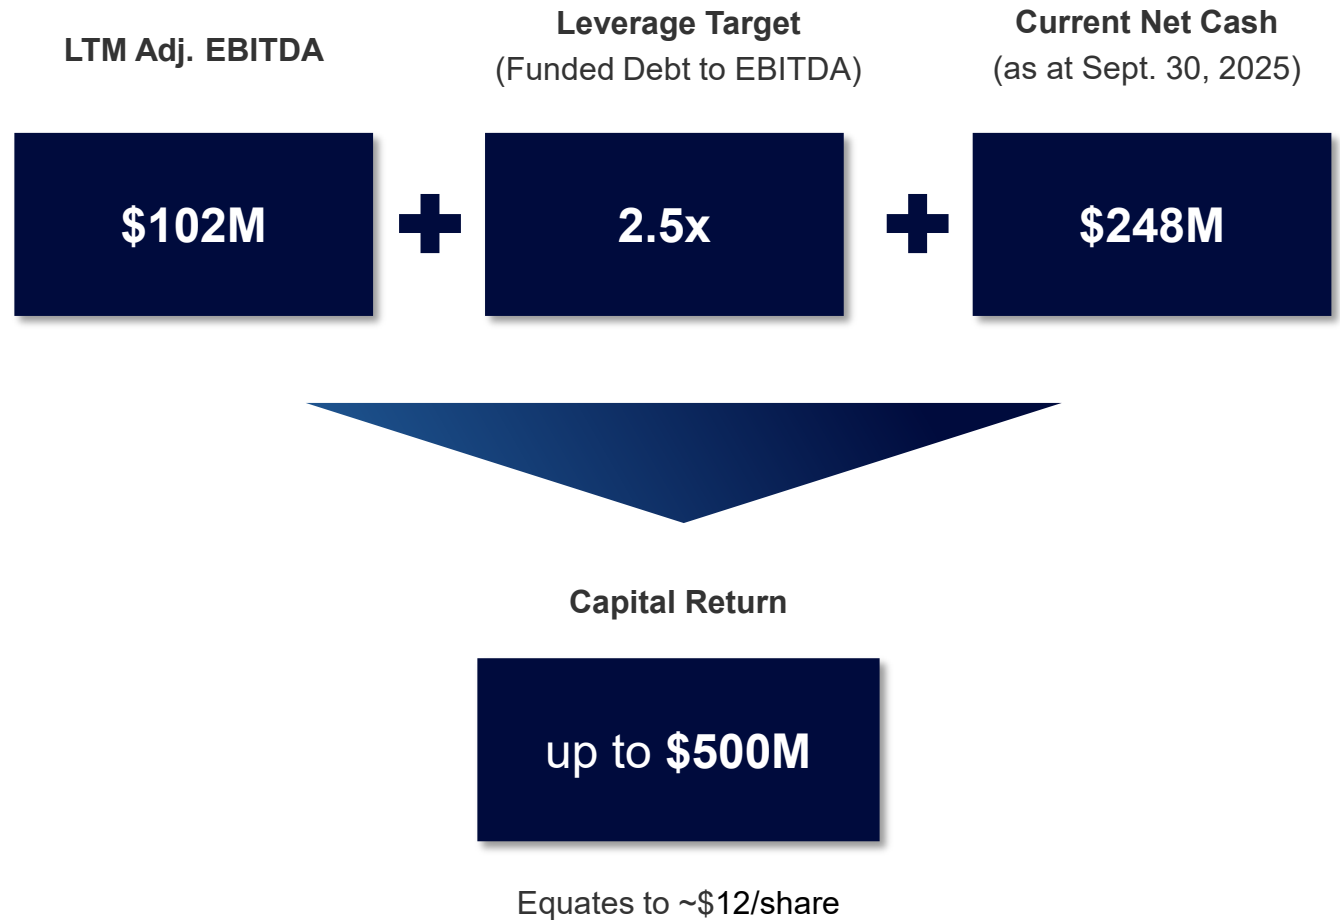 LTM Adj. EBITDA
Leverage Target
(Funded Debt to EBITDA)
Current Net Cash
(as at Sept. 30, 2025)
$102M
2.5x
$248M
Capital Return
up to $500M
Equates to ~$12/share